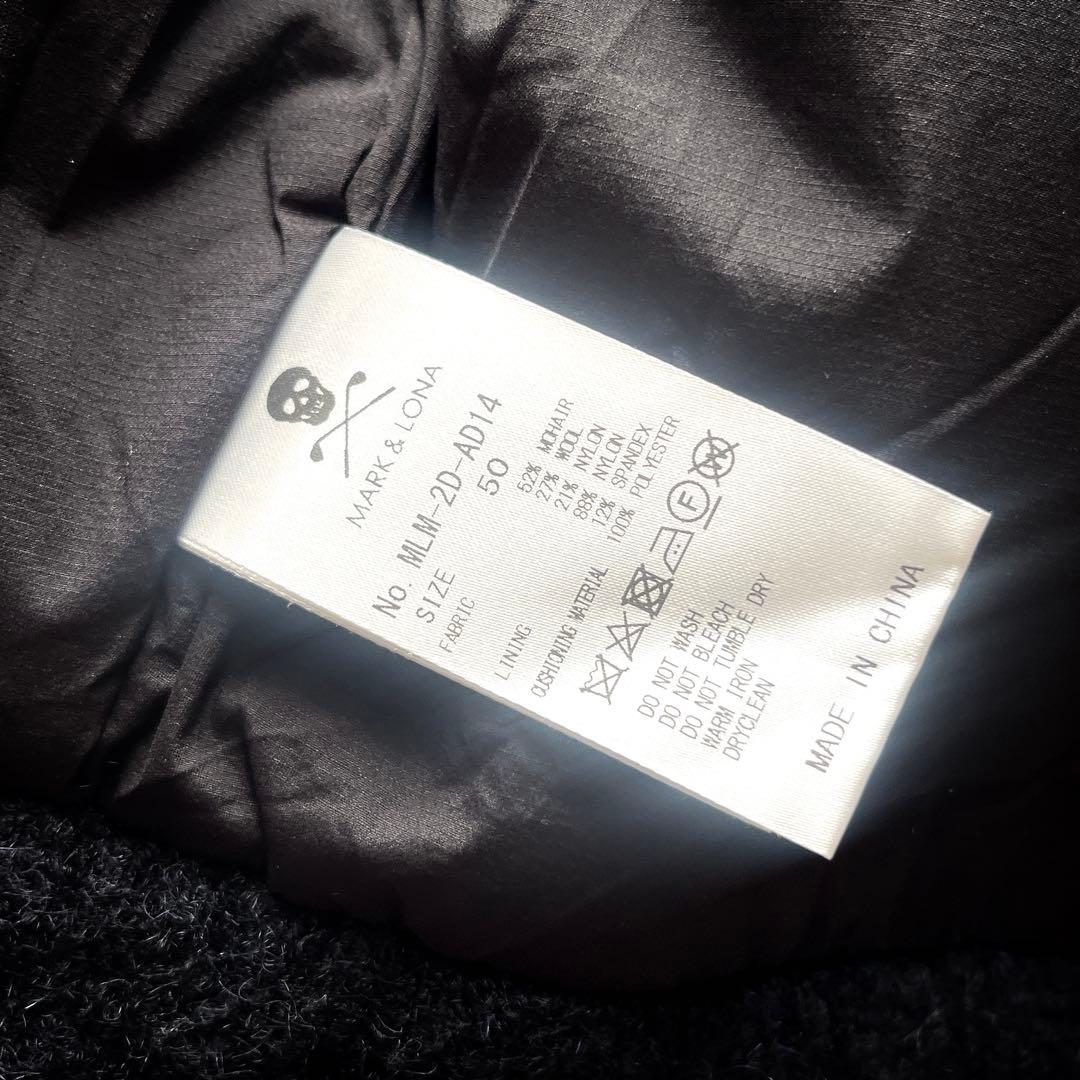 MARK & LONA
No. MLM-2D-AD14
SIZE 50
FABRIC 52% MOHAIR
27% WOOL
21% NYLON
LINING 88% NYLON
12% SPANDEX
CUSHIONING MATERIAL 100% POLYESTER
F
W
DO NOT WASH
DO NOT BLEACH
DO NOT TUMBLE DRY
WARM IRON
DRYCLEAN
MADE IN CHINA